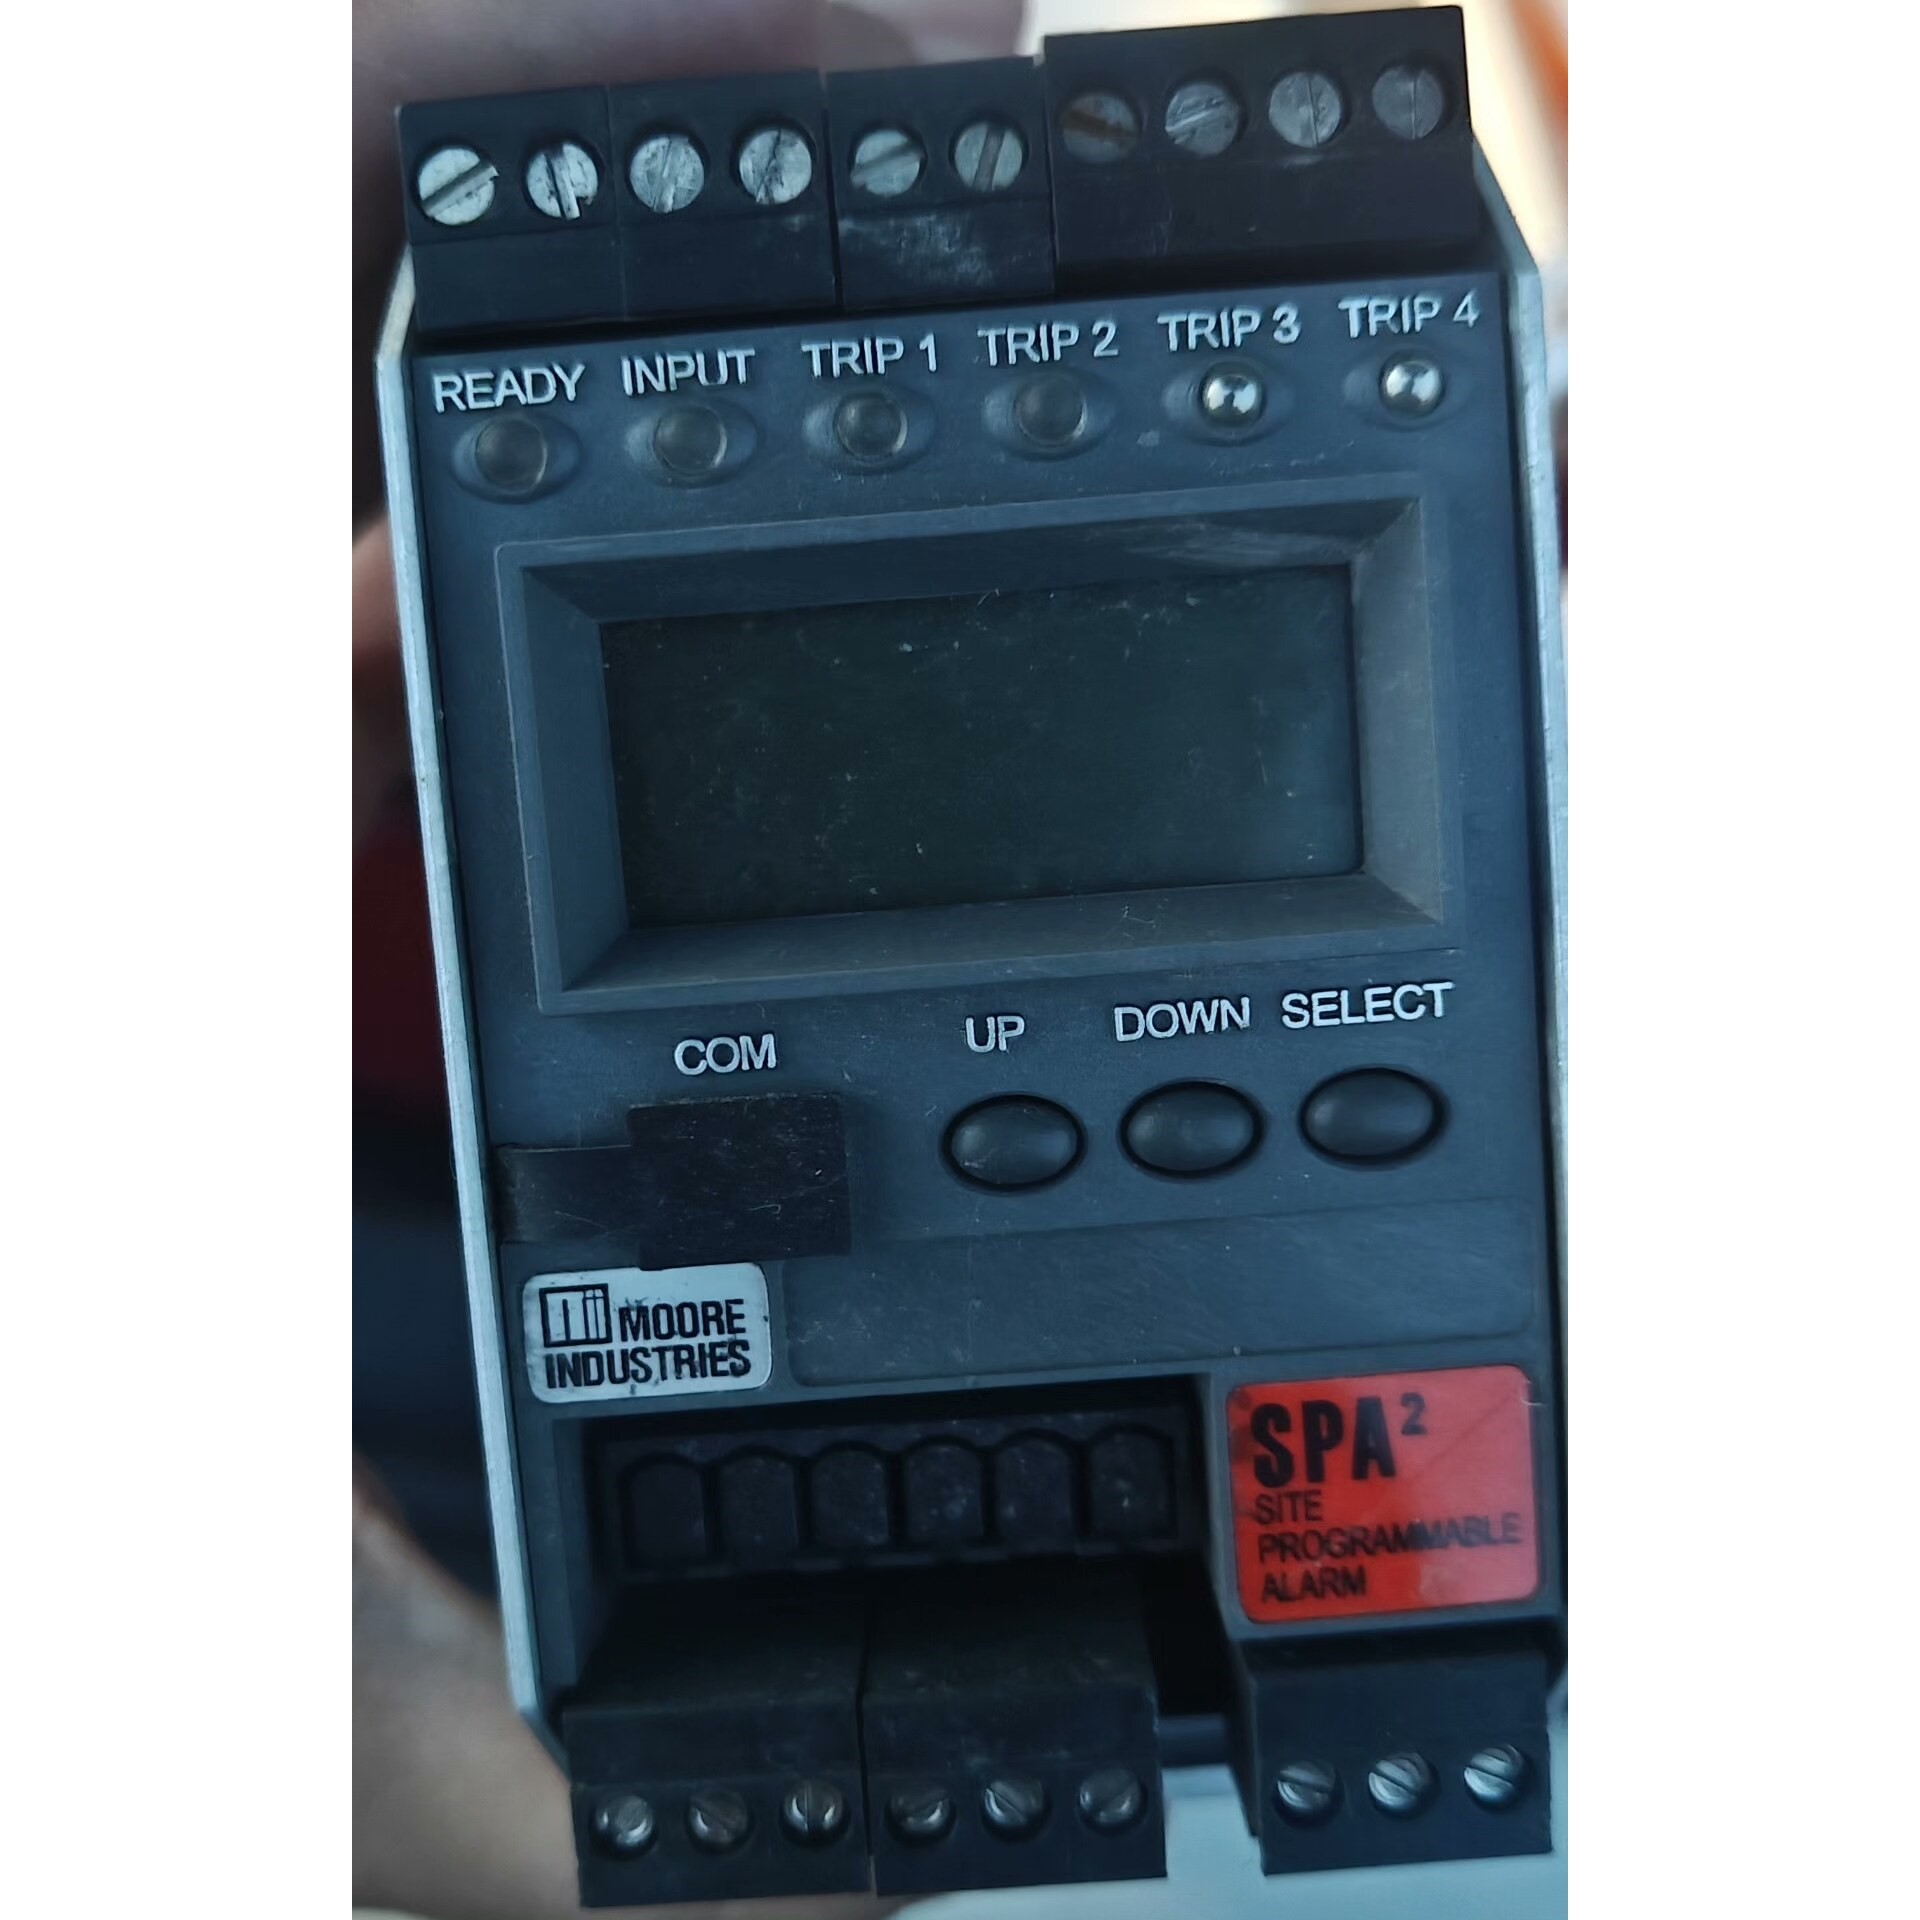 READY INPUT TRIP 1 TRIP 2 TRIP 3 TRIP 4
COM UP DOWN SELECT
MOORE
INDUSTRIES
SPA²
SITE
PROGRAMMABLE
ALARM